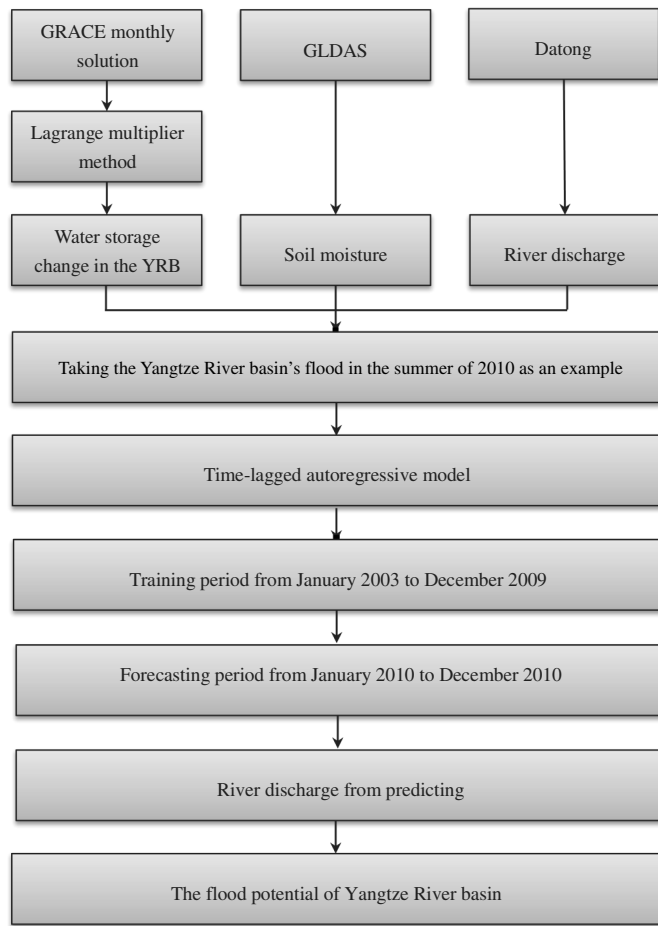 GRACE monthly
solution
GLDAS
Datong
Lagrange multiplier
method
Water storage
change in the YRB
Soil moisture
River discharge
Taking the Yangtze River basin's flood in the summer of 2010 as an example
Time-lagged autoregressive model
Training period from January 2003 to December 2009
Forecasting period from January 2010 to December 2010
River discharge from predicting
The flood potential of Yangtze River basin